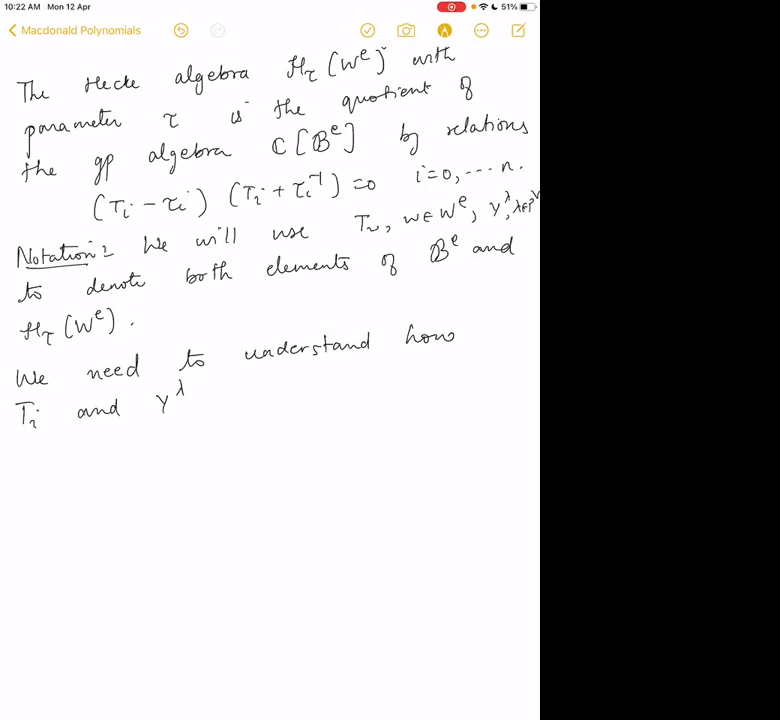 10:22 AM Mon 12 Apr 51%
Macdonald Polynomials
The Hecke algebra H_τ (W^e) with
parameter τ is the quotient of
the gp algebra ℂ[B^e] by relations
(T_i - τ_i) (T_i + τ_i^{-1}) = 0 i=0, ... n.
Notation: We will use T_w, w ∈ W^e, Y^λ, λ∈P^∨
to denote both elements of B^e and
H_τ (W^e).
We need to understand how
T_i and Y^λ